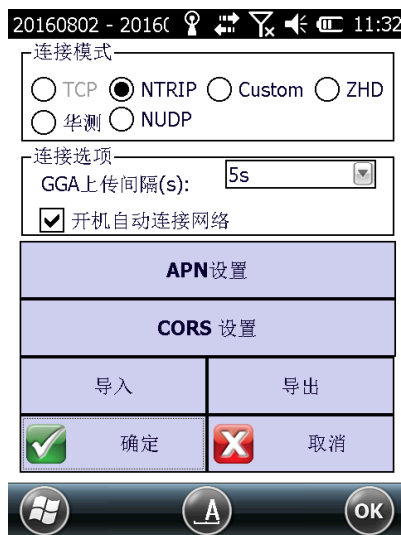 20160802 - 2016( 11:32
连接模式
TCP NTRIP Custom ZHD
华测 NUDP
连接选项
GGA上传间隔(s): 5s
开机自动连接网络
APN设置
CORS 设置
导入 导出
确定 取消
A OK